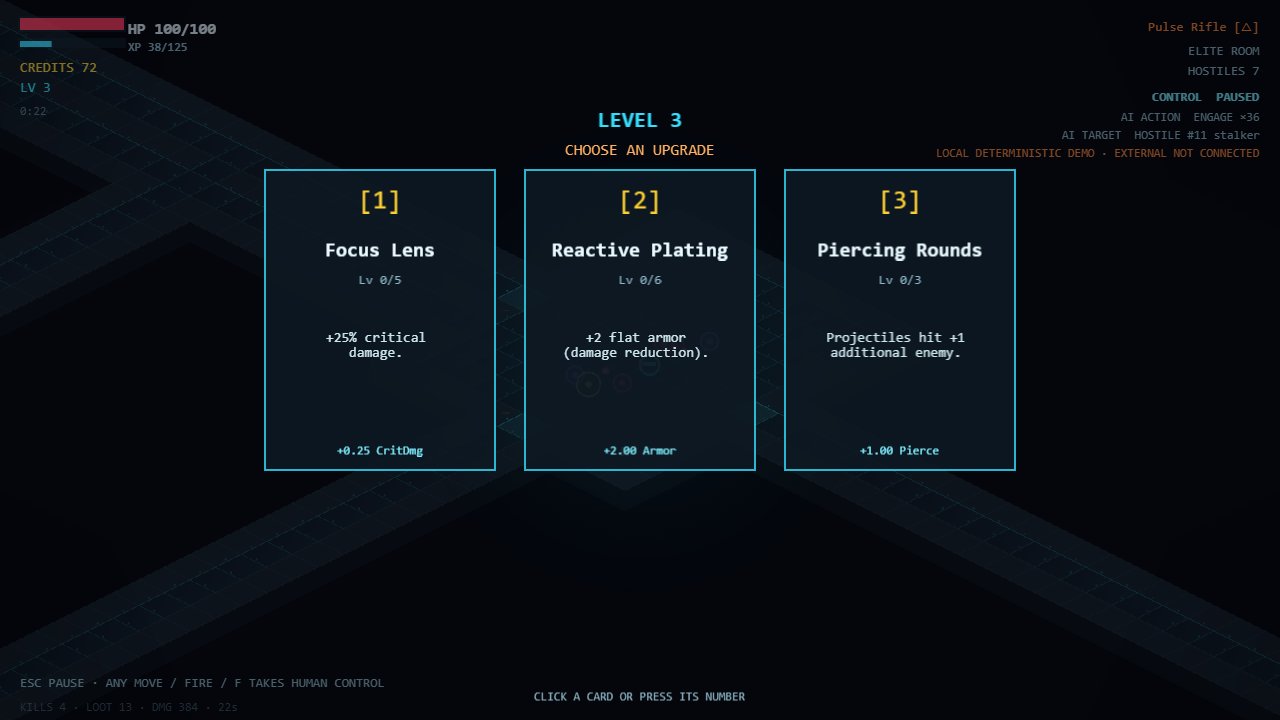 HP 100/100
XP 38/125
CREDITS 72
LV 3
0:22
Pulse Rifle [△]
ELITE ROOM
HOSTILES 7
CONTROL PAUSED
AI ACTION ENGAGE ×36
AI TARGET HOSTILE #11 stalker
LOCAL DETERMINISTIC DEMO · EXTERNAL NOT CONNECTED
LEVEL 3
CHOOSE AN UPGRADE
[1]
Focus Lens
Lv 0/5
+25% critical
damage.
+0.25 CritDmg
[2]
Reactive Plating
Lv 0/6
+2 flat armor
(damage reduction).
+2.00 Armor
[3]
Piercing Rounds
Lv 0/3
Projectiles hit +1
additional enemy.
+1.00 Pierce
ESC PAUSE · ANY MOVE / FIRE / F TAKES HUMAN CONTROL
KILLS 4 · LOOT 13 · DMG 384 · 22s
CLICK A CARD OR PRESS ITS NUMBER